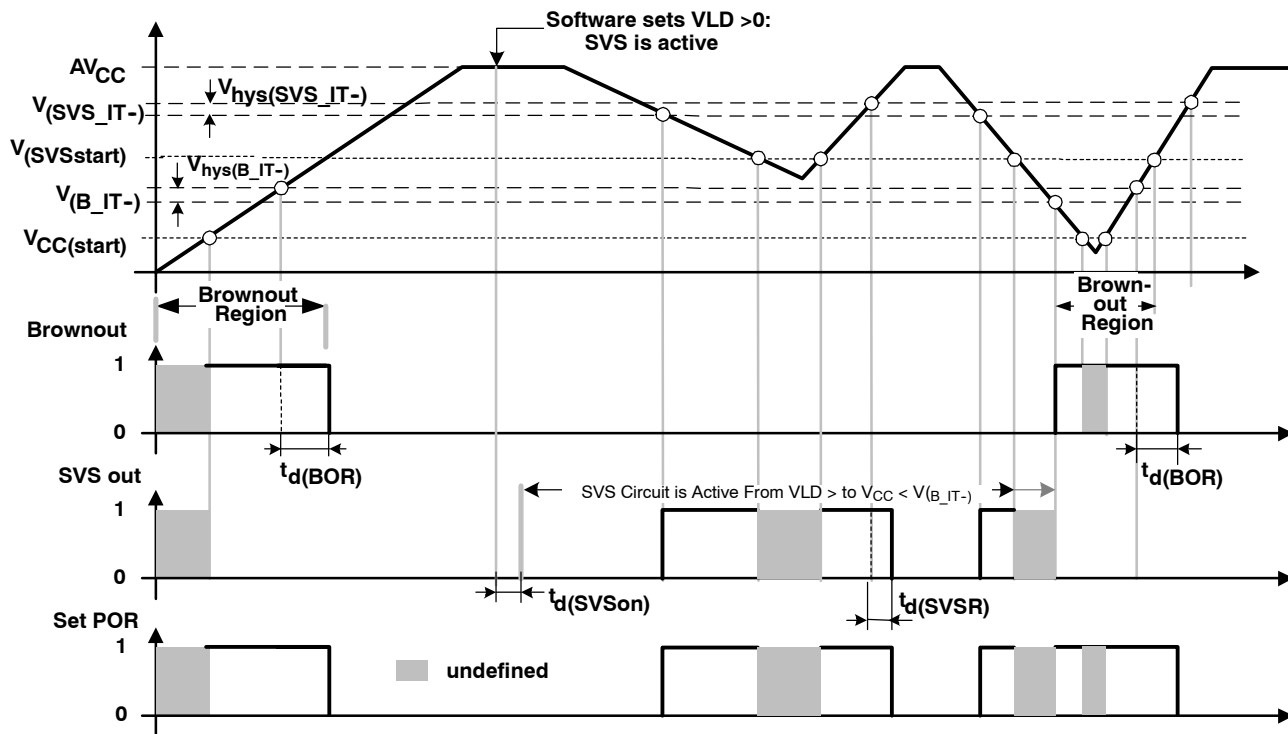 Software sets VLD >0:
SVS is active
AVCC
Vhys(SVS_IT-)
V(SVS_IT-)
V(SVSstart)
Vhys(B_IT-)
V(B_IT-)
VCC(start)
Brownout
Region
Brown-
out
Region
Brownout
1
0
td(BOR)
td(BOR)
SVS out
SVS Circuit is Active From VLD > to VCC < V(B_IT-)
1
0
td(SVSon)
td(SVSR)
Set POR
1
undefined
0